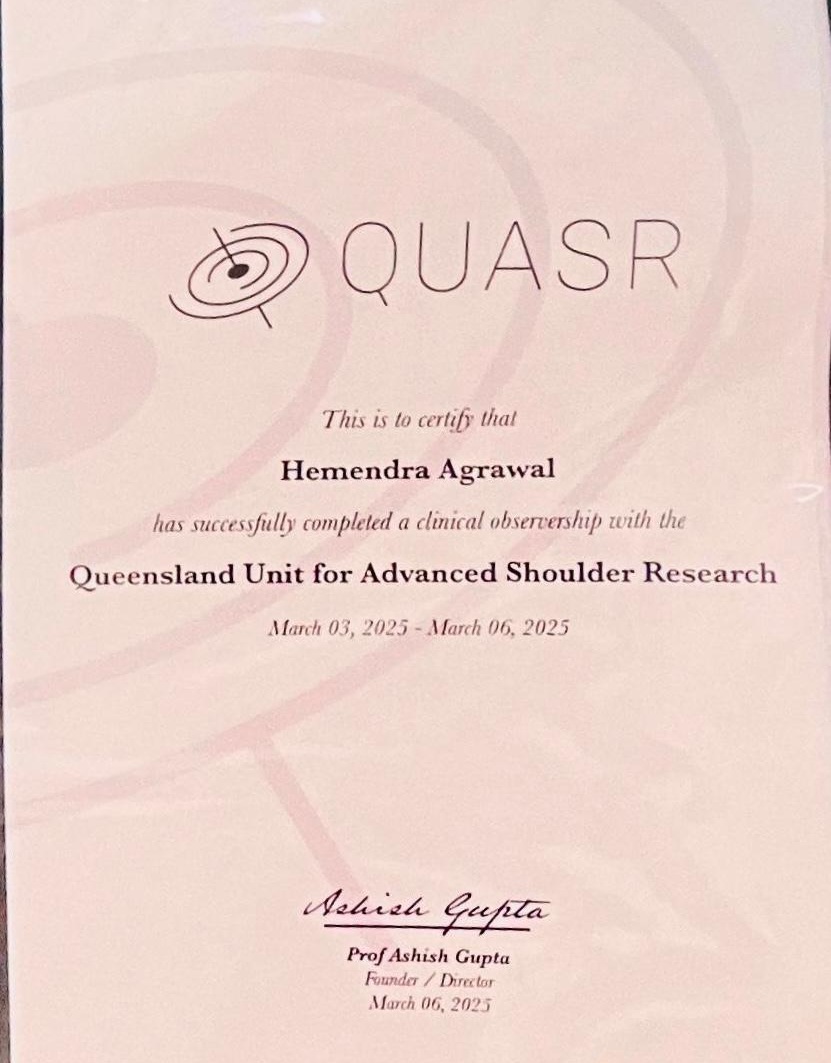 QUASR
This is to certify that
Hemendra Agrawal
has successfully completed a clinical observership with the
Queensland Unit for Advanced Shoulder Research
March 03, 2025 - March 06, 2025
Ashish Gupta
Prof Ashish Gupta
Founder / Director
March 06, 2025